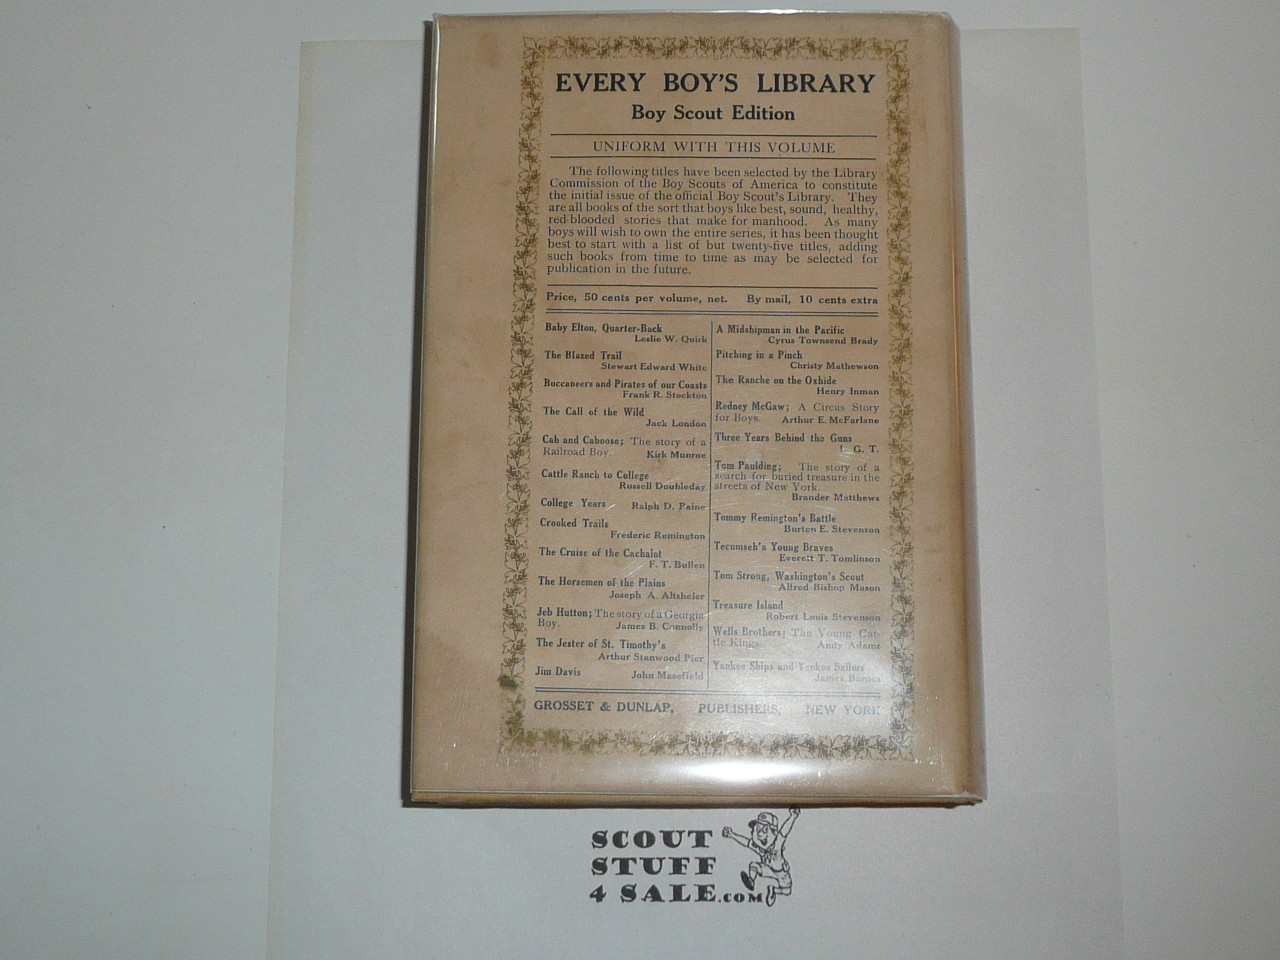 EVERY BOY'S LIBRARY
Boy Scout Edition
UNIFORM WITH THIS VOLUME
The following titles have been selected by the Library
Commission of the Boy Scouts of America to constitute
the initial issue of the official Boy Scout's Library. They
are all books of the sort that boys like best, sound, healthy,
red-blooded stories that make for manhood. As many
boys will wish to own the entire series, it has been thought
best to start with a list of but twenty-five titles, adding
such books from time to time as may be selected for
publication in the future.
Price, 50 cents per volume, net. By mail, 10 cents extra
Baby Elton, Quarter-Back
Leslie W. Quirk
The Blazed Trail
Stewart Edward White
Buccaneers and Pirates of our Coasts
Frank R. Stockton
The Call of the Wild
Jack London
Cab and Caboose; The story of a
Railroad Boy. Kirk Munroe
Cattle Ranch to College
Russell Doubleday
College Years Ralph D. Paine
Crooked Trails
Frederic Remington
The Cruise of the Cachalot
F. T. Bullen
The Horsemen of the Plains
Joseph A. Altsheler
Jeb Hutton; The story of a Georgia
Boy. James B. Connolly
The Jester of St. Timothy's
Arthur Stanwood Pier
Jim Davis John Masefield
A Midshipman in the Pacific
Cyrus Townsend Brady
Pitching in a Pinch
Christy Mathewson
The Ranche on the Oxhide
Henry Inman
Redney McGaw; A Circus Story
for Boys. Arthur E. McFarlane
Three Years Behind the Guns
L. G. T.
Tom Paulding; The story of a
search for buried treasure in the
streets of New York.
Brander Matthews
Tommy Remington's Battle
Burton E. Stevenson
Tecumseh's Young Braves
Everett T. Tomlinson
Tom Strong, Washington's Scout
Alfred Bishop Mason
Treasure Island
Robert Louis Stevenson
Wells Brothers; The Young Cat-
tle Kings. Andy Adams
Yankee Ships and Yankee Sailors
James Barnes
GROSSET & DUNLAP, PUBLISHERS, NEW YORK
SCOUT
STUFF
4 SALE.COM